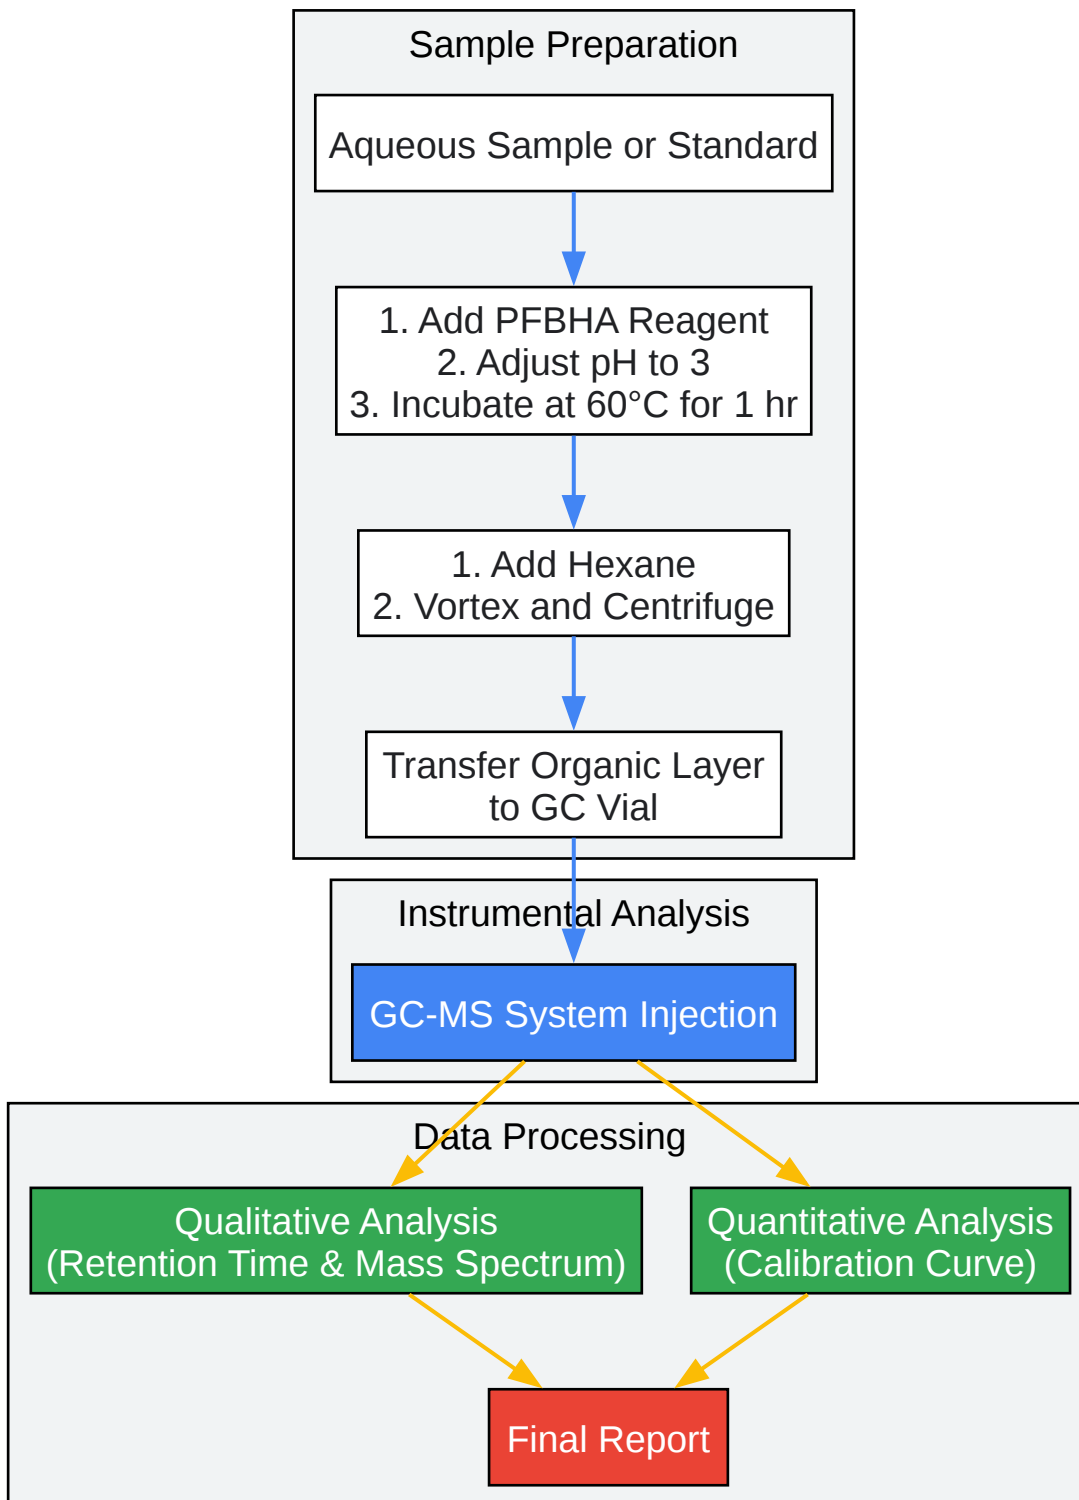 Sample Preparation
Aqueous Sample or Standard
1. Add PFBHA Reagent
2. Adjust pH to 3
3. Incubate at 60°C for 1 hr
1. Add Hexane
2. Vortex and Centrifuge
Transfer Organic Layer
to GC Vial
Instrumental Analysis
GC-MS System Injection
Data Processing
Qualitative Analysis
(Retention Time & Mass Spectrum)
Quantitative Analysis
(Calibration Curve)
Final Report